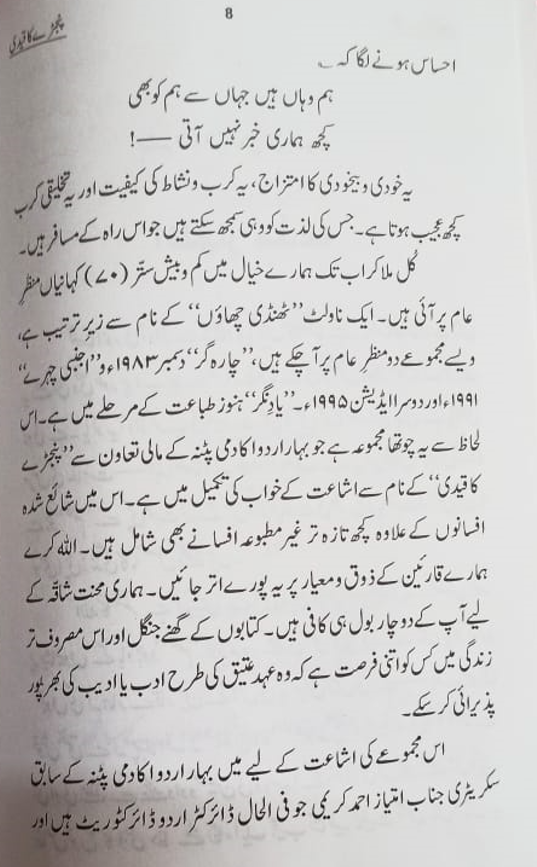 8
پنجڑے کا قیدی
احساس ہونے لگا کہ ؎
ہم وہاں ہیں جہاں سے ہم کو بھی
کچھ ہماری خبر نہیں آتی —!
یہ خودی و بیخودی کا امتزاج، یہ کرب و نشاط کی کیفیت اور یہ تخلیقی کرب
کچھ عجیب ہوتا ہے۔ جس کی لذت کو وہی سمجھ سکتے ہیں جو اس راہ کے مسافر ہیں۔
کُل ملا کر اب تک ہمارے خیال میں کم و بیش ستّر (۷۰) کہانیاں منظرِ
عام پر آئی ہیں۔ ایک ناولٹ ”ٹھنڈی چھاؤں“ کے نام سے زیرِ ترتیب ہے،
ویسے مجموعے دو منظرِ عام پر آچکے ہیں، ”چارہ گر“ دسمبر ۱۹۸۳ء و ”اجنبی چہرے“
۱۹۹۱ء اور دوسرا ایڈیشن ۱۹۹۵ء۔ ”یادنگر“ ہنوز طباعت کے مرحلے میں ہے۔ اس
لحاظ سے یہ چوتھا مجموعہ ہے جو بہار اردو اکادمی پٹنہ کے مالی تعاون سے ”پنجڑے
کا قیدی“ کے نام سے اشاعت کے خواب کی تکمیل میں ہے۔ اس میں شائع شدہ
افسانوں کے علاوہ کچھ تازہ تر غیر مطبوعہ افسانے بھی شامل ہیں۔ اللہ کرے
ہمارے قارئین کے ذوق و معیار پر یہ پورے اتر جائیں۔ ہماری محنت شاقّہ کے
لیے آپ کے دو چار بول ہی کافی ہیں۔ کتابوں کے گھنے جنگل اور اس مصروف تر
زندگی میں کس کو اتنی فرصت ہے کہ وہ عہد عتیق کی طرح ادب یا ادیب کی بھرپور
پذیرائی کر سکے۔
اس مجموعے کی اشاعت کے لیے میں بہار اردو اکادمی پٹنہ کے سابق
سکریٹری جناب امتیاز احمد کریمی جو فی الحال ڈائرکٹر اردو ڈائرکٹوریٹ ہیں اور